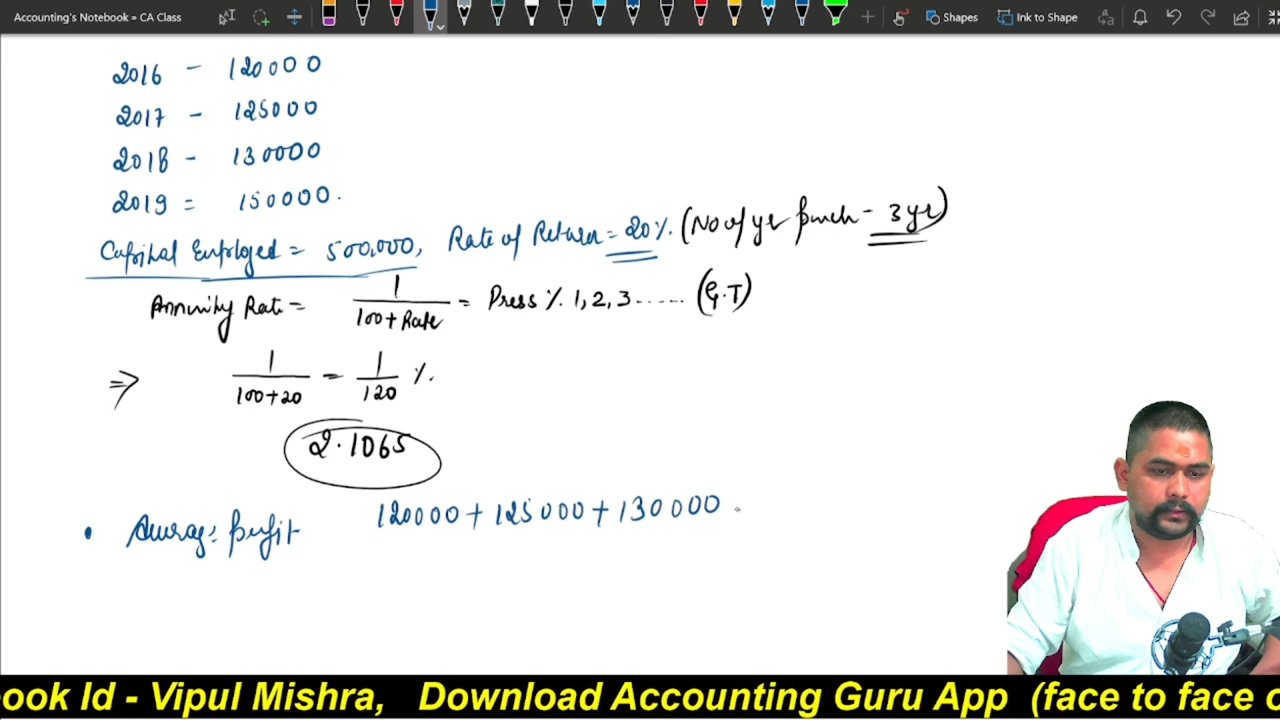 Accounting's Notebook » CA Class
Shapes
Ink to Shape
2016 - 120000
2017 - 125000
2018 - 130000
2019 = 150000.
Capital Employed = 500,000, Rate of Return = 20%. (No of yr purch - 3 yr)
Annuity Rate = 1 / 100 + Rate = Press % 1, 2, 3 ...... (G.T)
⇒ 1 / 100+20 = 1 / 120 %.
2.1065
• Average profit 120000 + 125000 + 130000
ook Id - Vipul Mishra, Download Accounting Guru App (face to face c